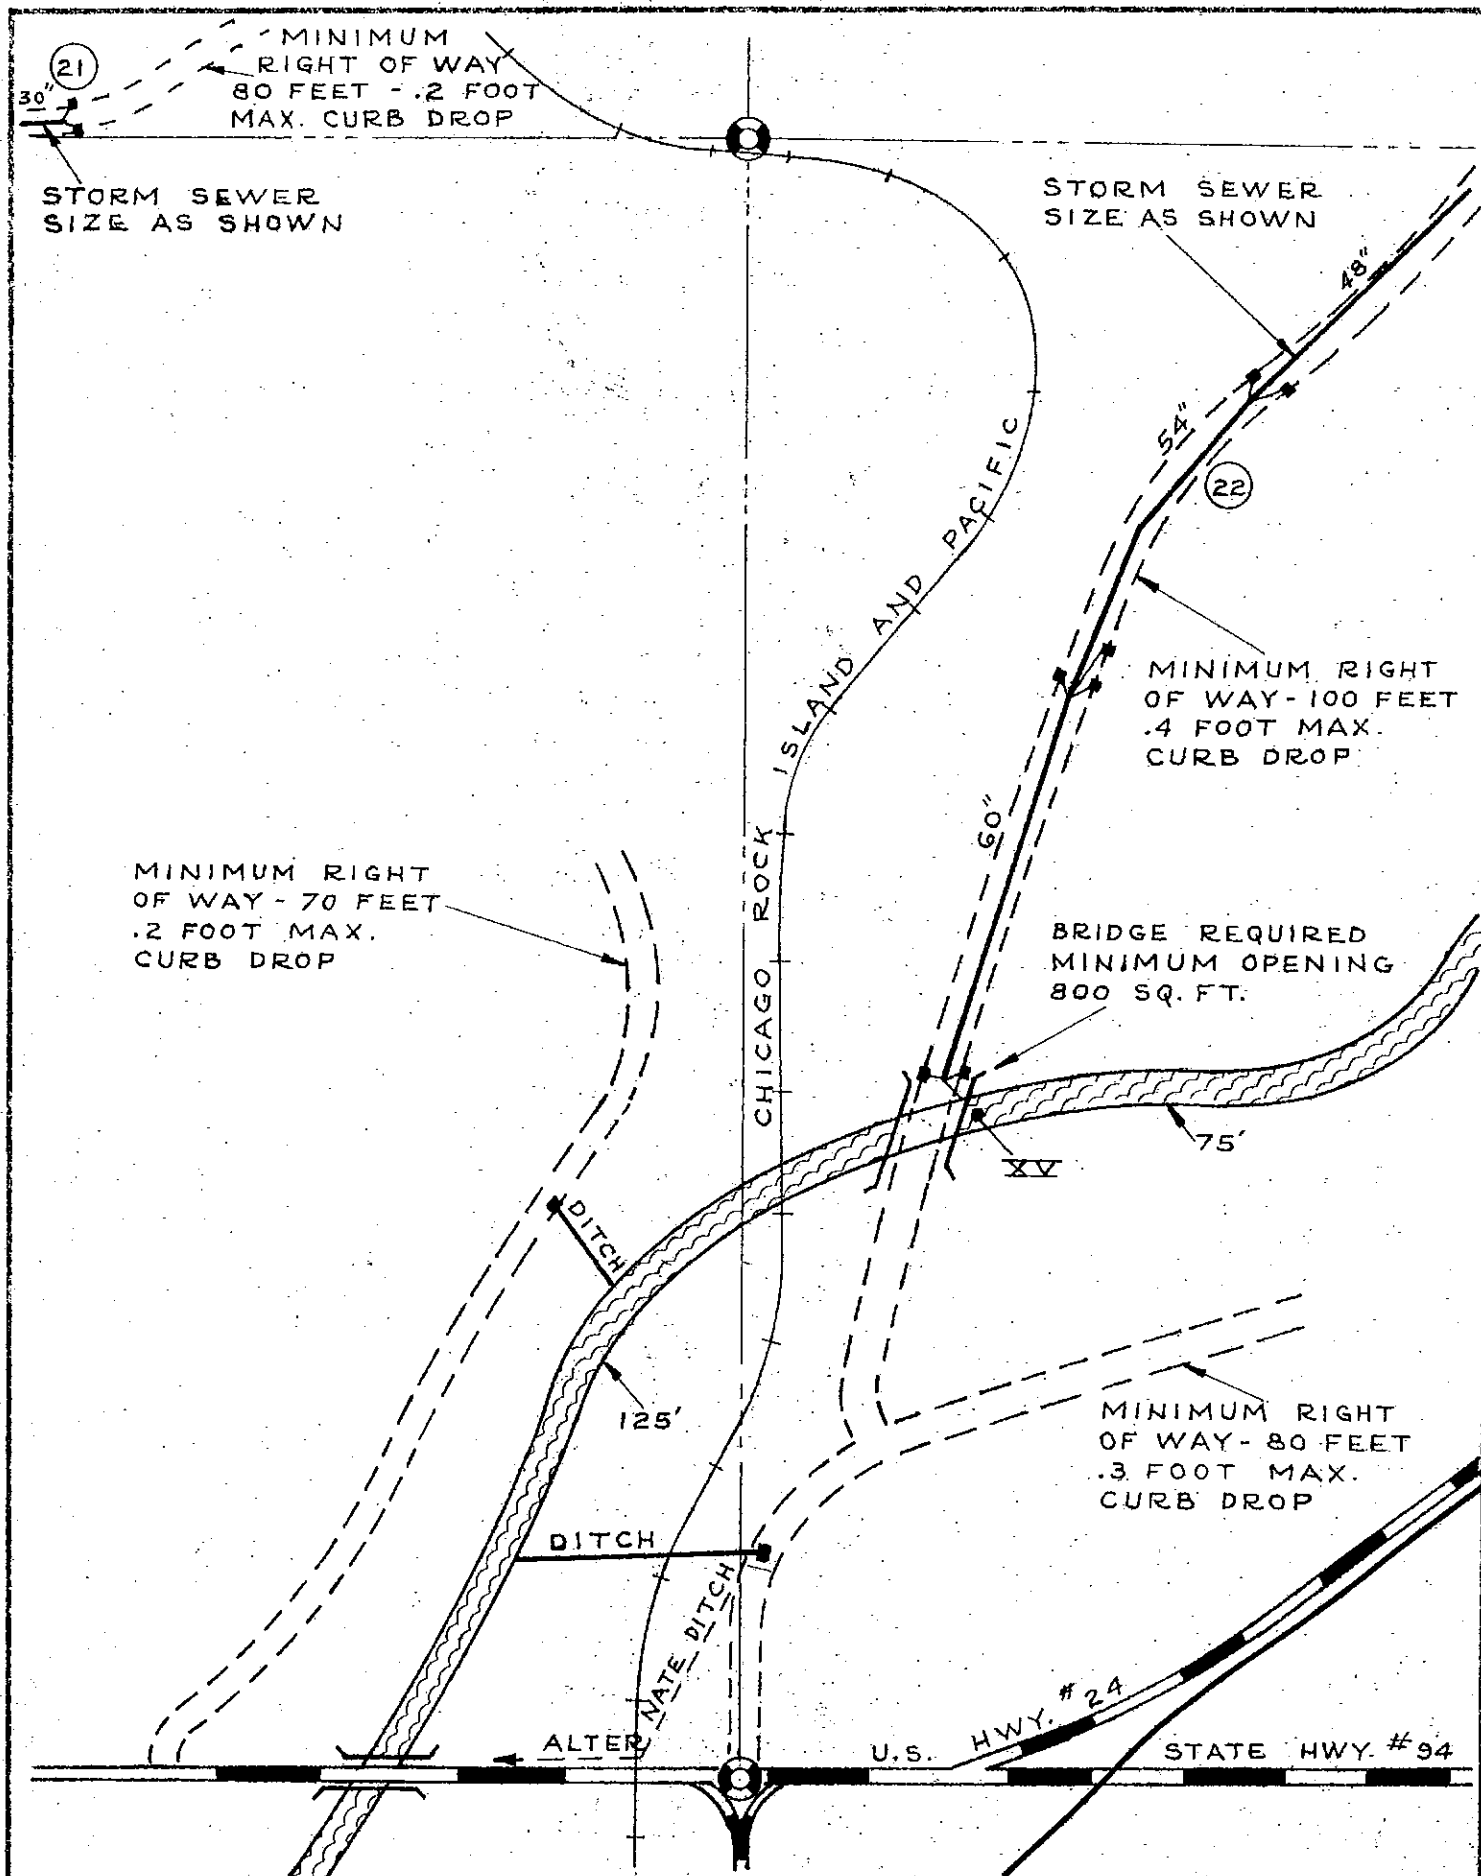 21
30"
MINIMUM
RIGHT OF WAY
80 FEET - .2 FOOT
MAX. CURB DROP
STORM SEWER
SIZE AS SHOWN
STORM SEWER
SIZE AS SHOWN
48"
54"
22
MINIMUM RIGHT
OF WAY - 100 FEET
.4 FOOT MAX.
CURB DROP
60"
CHICAGO ROCK ISLAND AND PACIFIC
MINIMUM RIGHT
OF WAY - 70 FEET
.2 FOOT MAX.
CURB DROP
BRIDGE REQUIRED
MINIMUM OPENING
800 SQ. FT.
75'
XV
DITCH
125'
MINIMUM RIGHT
OF WAY - 80 FEET
.3 FOOT MAX.
CURB DROP
DITCH
ALTERNATE DITCH
U.S. HWY. #24
STATE HWY. #94